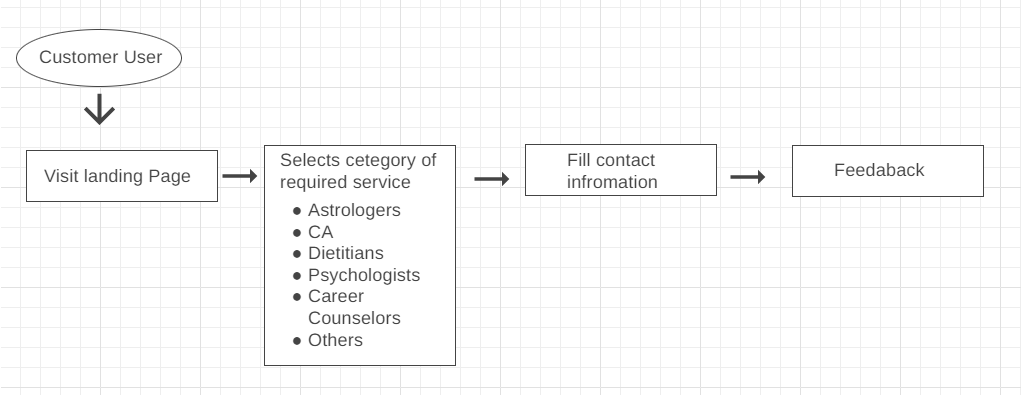 Customer User
Visit landing Page
Selects cetegory of
required service
● Astrologers
● CA
● Dietitians
● Psychologists
● Career
Counselors
● Others
Fill contact
infromation
Feedaback